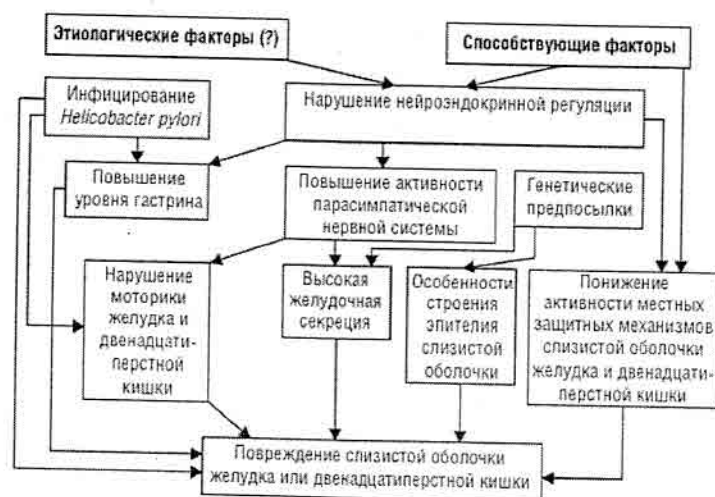 Этиологические факторы (?)
Способствующие факторы
Инфицирование
Helicobacter pylori
Нарушение нейроэндокринной регуляции
Повышение
уровня гастрина
Повышение активности
парасимпатической
нервной системы
Генетические
предпосылки
Нарушение
моторики
желудка и
двенадцати-
перстной
кишки
Высокая
желудочная
секреция
Особенности
строения
эпителия
слизистой
оболочки
Понижение
активности местных
защитных механизмов
слизистой оболочки
желудка и двенадцати-
перстной кишки
Повреждение слизистой оболочки
желудка или двенадцатиперстной кишки